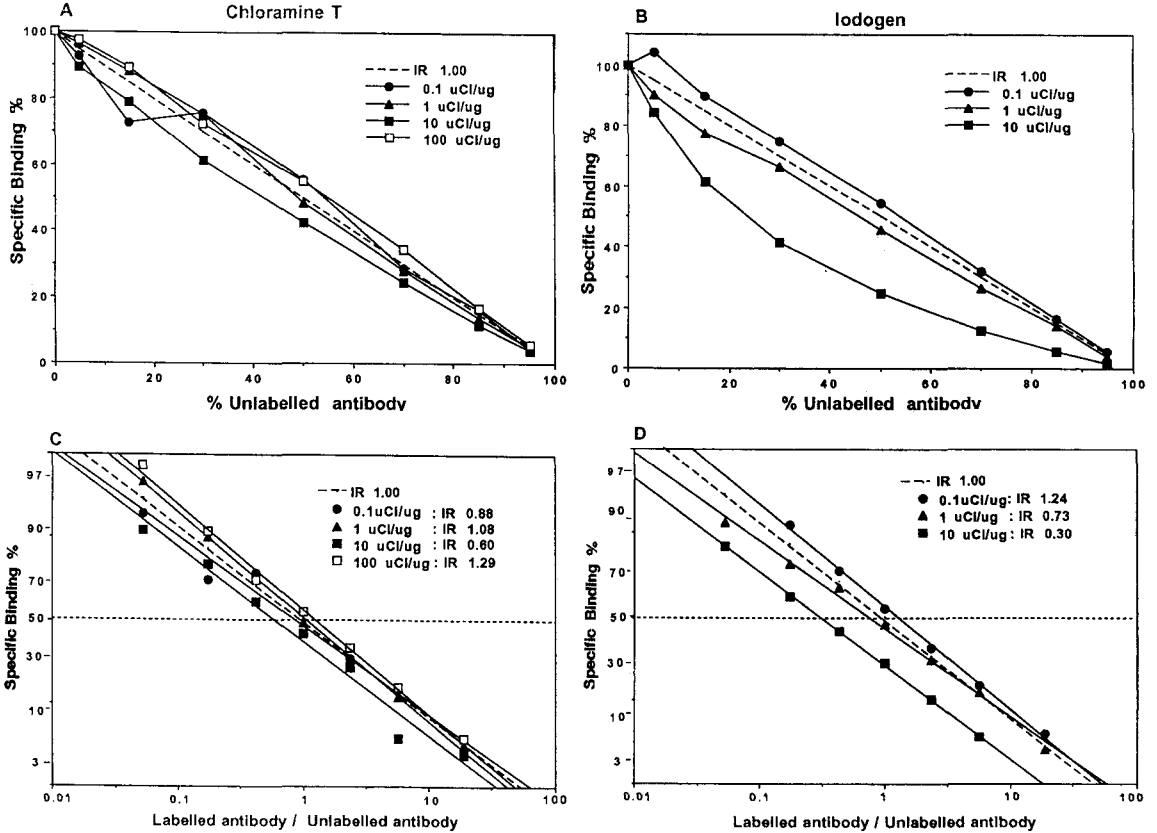 A
Chloramine T
100
80
60
40
20
0
Specific Binding %
IR 1.00
0.1 uCi/ug
1 uCi/ug
10 uCi/ug
100 uCi/ug
0 20 40 60 80 100
% Unlabelled antibody
B
Iodogen
100
80
60
40
20
0
Specific Binding %
IR 1.00
0.1 uCi/ug
1 uCi/ug
10 uCi/ug
0 20 40 60 80 100
% Unlabelled antibody
C
97
90
70
50
30
10
3
Specific Binding %
IR 1.00
0.1uCi/ug : IR 0.88
1 uCi/ug : IR 1.08
10 uCi/ug : IR 0.60
100 uCi/ug : IR 1.29
0.01 0.1 1 10 100
Labelled antibody / Unlabelled antibody
D
97
90
70
50
30
10
3
Specific Binding %
IR 1.00
0.1uCi/ug : IR 1.24
1 uCi/ug : IR 0.73
10 uCi/ug : IR 0.30
0.01 0.1 1 10 100
Labelled antibody / Unlabelled antibody